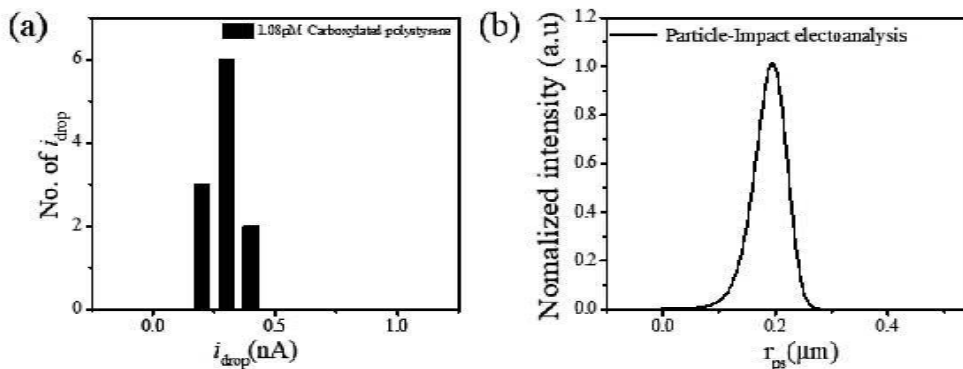 (a)
1.08pM Carboxylated polystyrene
No. of i_drop
6
4
2
0
0.0 0.5 1.0
i_drop(nA)
(b)
Particle-Impact electoanalysis
Nomalized intensity (a.u)
1.2
1.0
0.8
0.6
0.4
0.2
0.0
0.0 0.2 0.4
r_ps(μm)